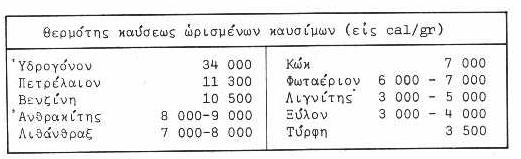 Θερμότης καύσεως ὡρισμένων καυσίμων (εἰς cal/gr)
Ὑδρογόνον 34 000
Πετρέλαιον 11 300
Βενζίνη 10 500
Ἀνθρακίτης 8 000-9 000
Λιθάνθραξ 7 000-8 000
Κώκ 7 000
Φωταέριον 6 000 - 7 000
Λιγνίτης 3 000 - 5 000
Ξύλον 3 000 - 4 000
Τύρφη 3 500